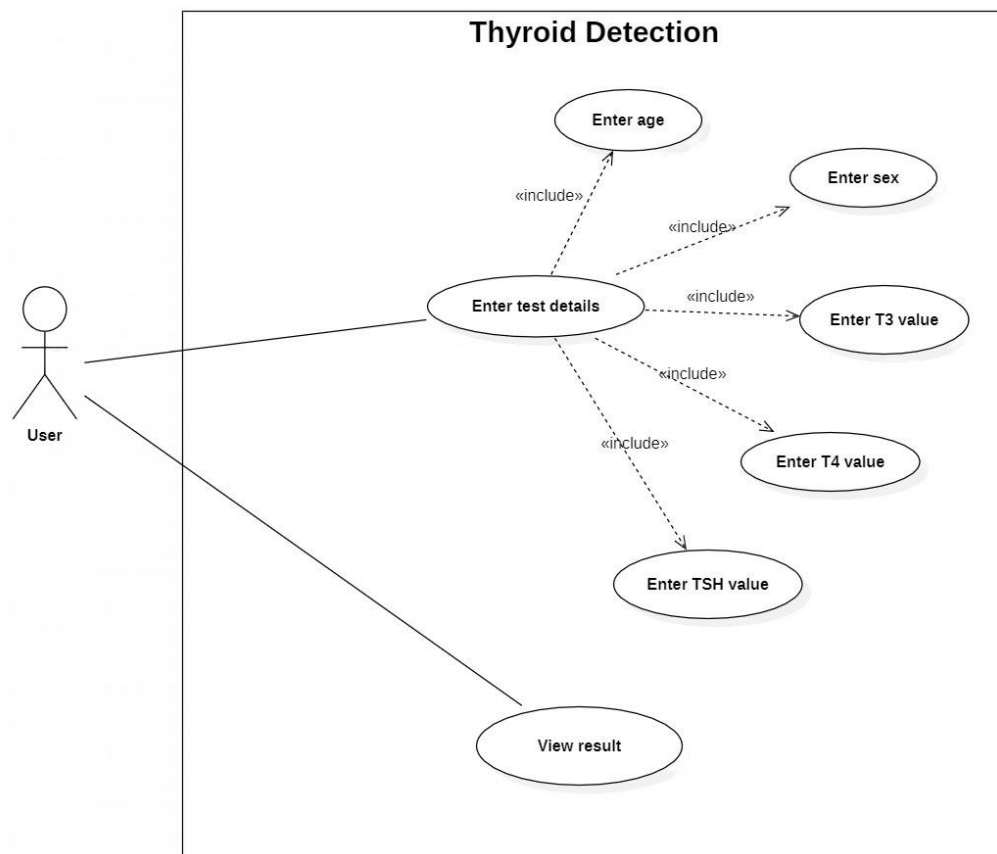 Thyroid Detection
Enter age
Enter sex
«include»
«include»
Enter test details
«include»
Enter T3 value
«include»
User
«include»
Enter T4 value
Enter TSH value
View result